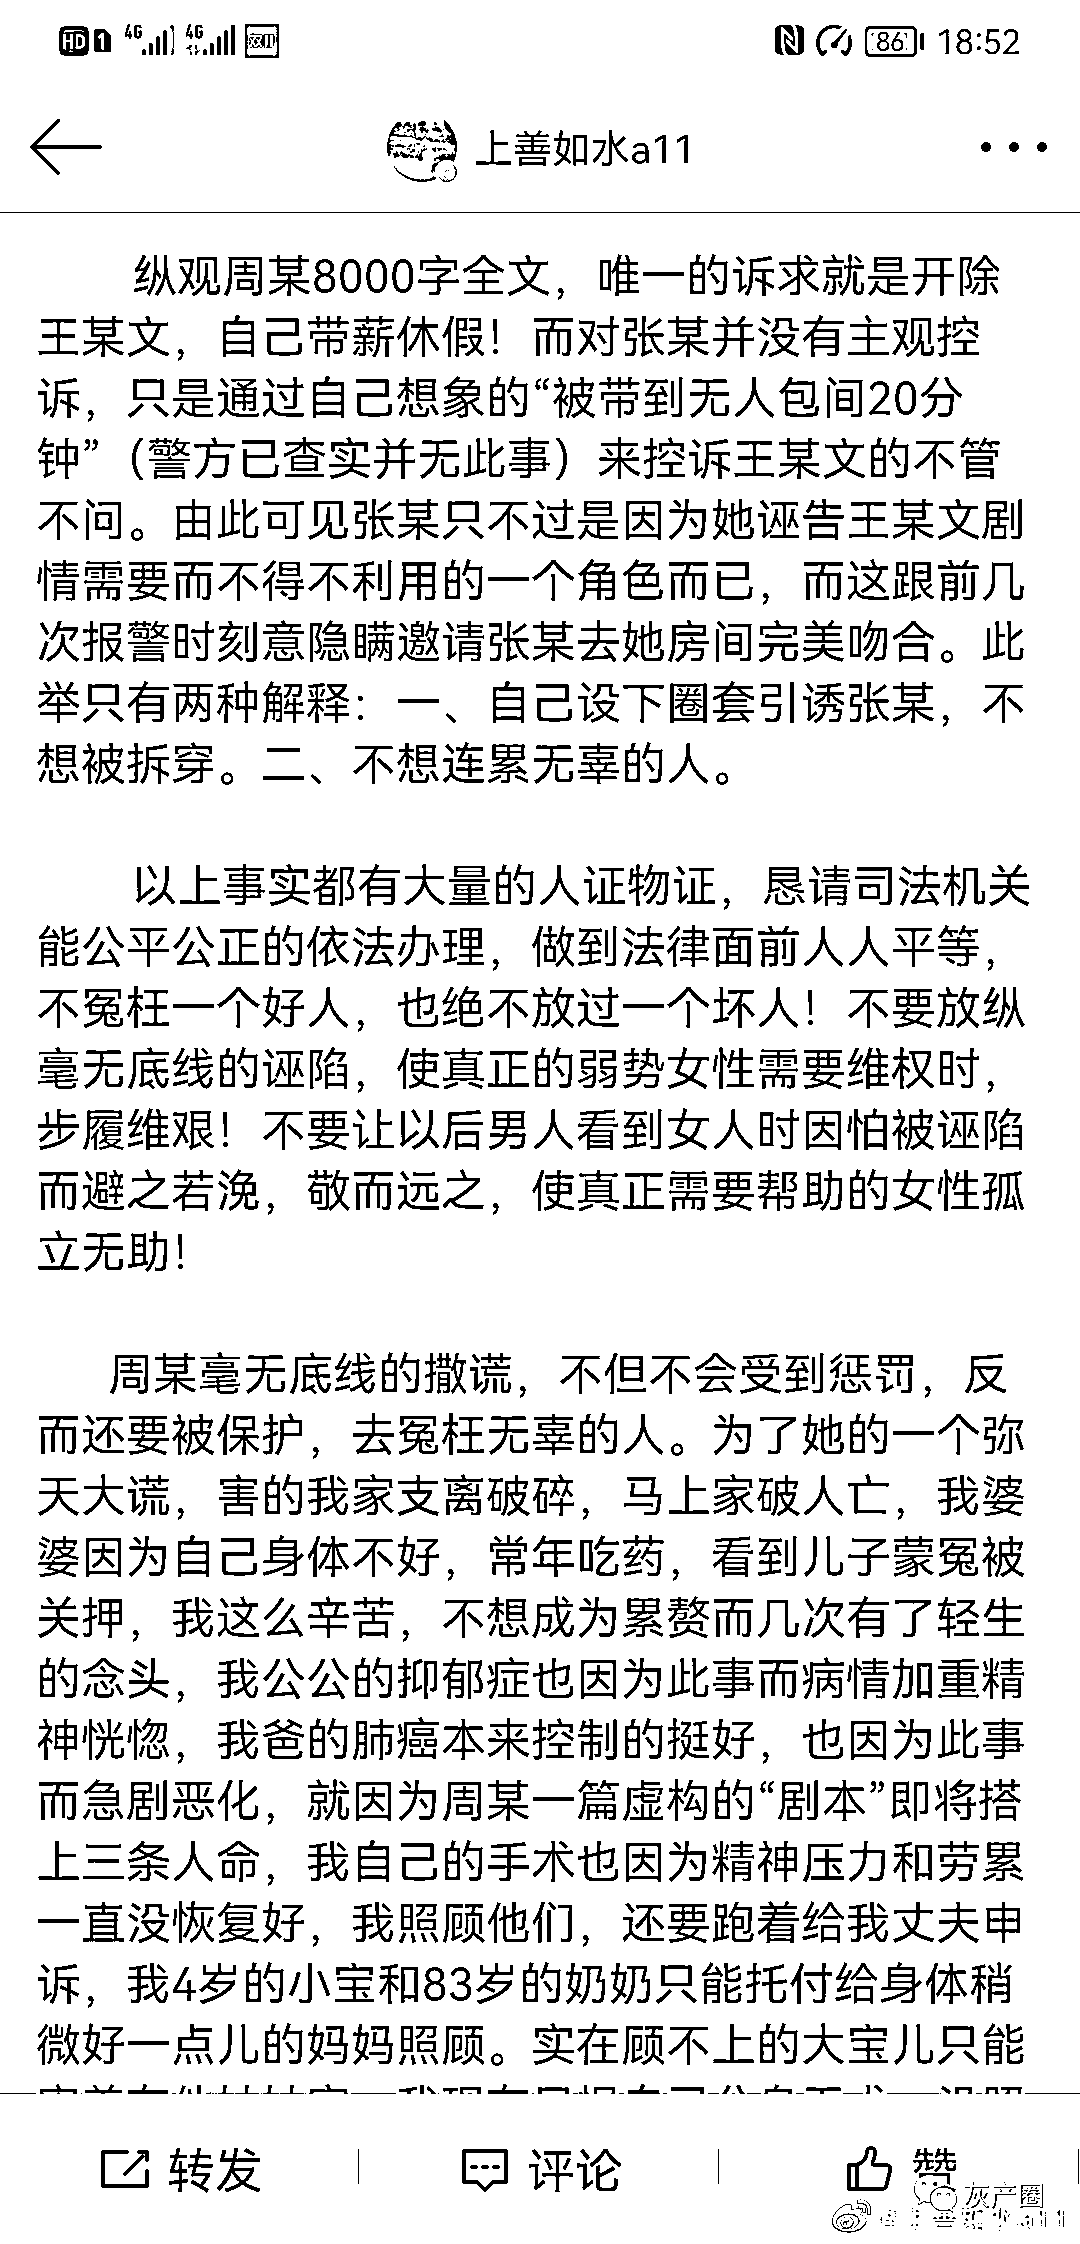 HD 1 4G 4G 86 18:52
上善如水a11
纵观周某8000字全文，唯一的诉求就是开除
王某文，自己带薪休假！而对张某并没有主观控
诉，只是通过自己想象的“被带到无人包间20分
钟”（警方已查实并无此事）来控诉王某文的不管
不问。由此可见张某只不过是因为她诬告王某文剧
情需要而不得不利用的一个角色而已，而这跟前几
次报警时刻意隐瞒邀请张某去她房间完美吻合。此
举只有两种解释：一、自己设下圈套引诱张某，不
想被拆穿。二、不想连累无辜的人。
以上事实都有大量的人证物证，恳请司法机关
能公平公正的依法办理，做到法律面前人人平等，
不冤枉一个好人，也绝不放过一个坏人！不要放纵
毫无底线的诬陷，使真正的弱势女性需要维权时，
步履维艰！不要让以后男人看到女人时因怕被诬陷
而避之若浼，敬而远之，使真正需要帮助的女性孤
立无助！
周某毫无底线的撒谎，不但不会受到惩罚，反
而还要被保护，去冤枉无辜的人。为了她的一个弥
天大谎，害的我家支离破碎，马上家破人亡，我婆
婆因为自己身体不好，常年吃药，看到儿子蒙冤被
关押，我这么辛苦，不想成为累赘而几次有了轻生
的念头，我公公的抑郁症也因为此事而病情加重精
神恍惚，我爸的肺癌本来控制的挺好，也因为此事
而急剧恶化，就因为周某一篇虚构的“剧本”即将搭
上三条人命，我自己的手术也因为精神压力和劳累
一直没恢复好，我照顾他们，还要跑着给我丈夫申
诉，我4岁的小宝和83岁的奶奶只能托付给身体稍
微好一点儿的妈妈照顾。实在顾不上的大宝儿只能
转发 评论 赞
灰产圈